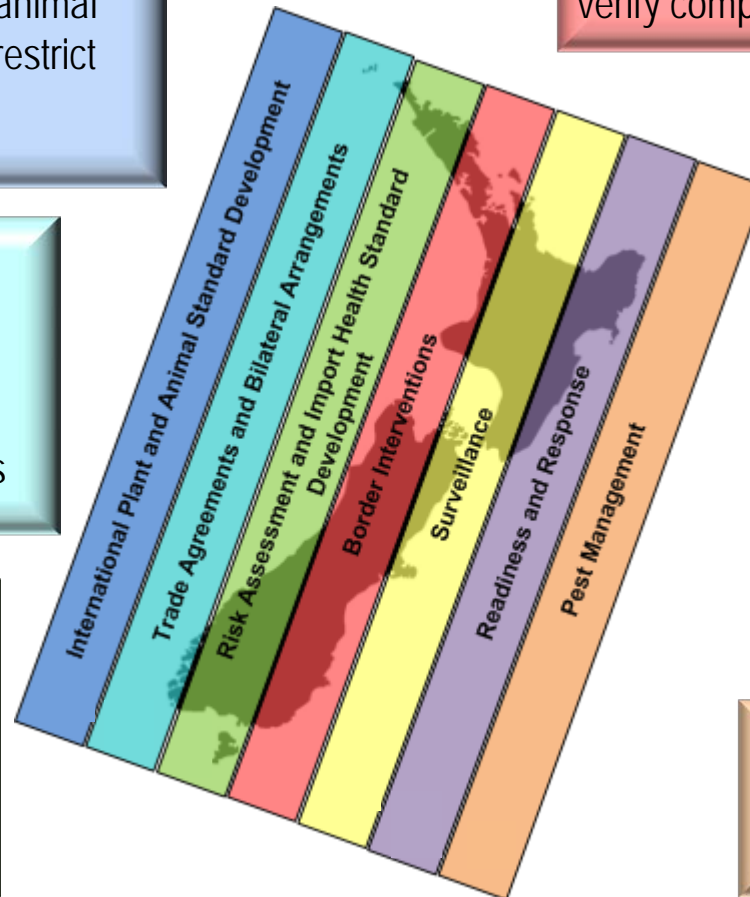 animal
restrict
verify comp
s
International Plant and Animal Standard Development
Trade Agreements and Bilateral Arrangements
Risk Assessment and Import Health Standard
Development
Border Interventions
Surveillance
Readiness and Response
Pest Management